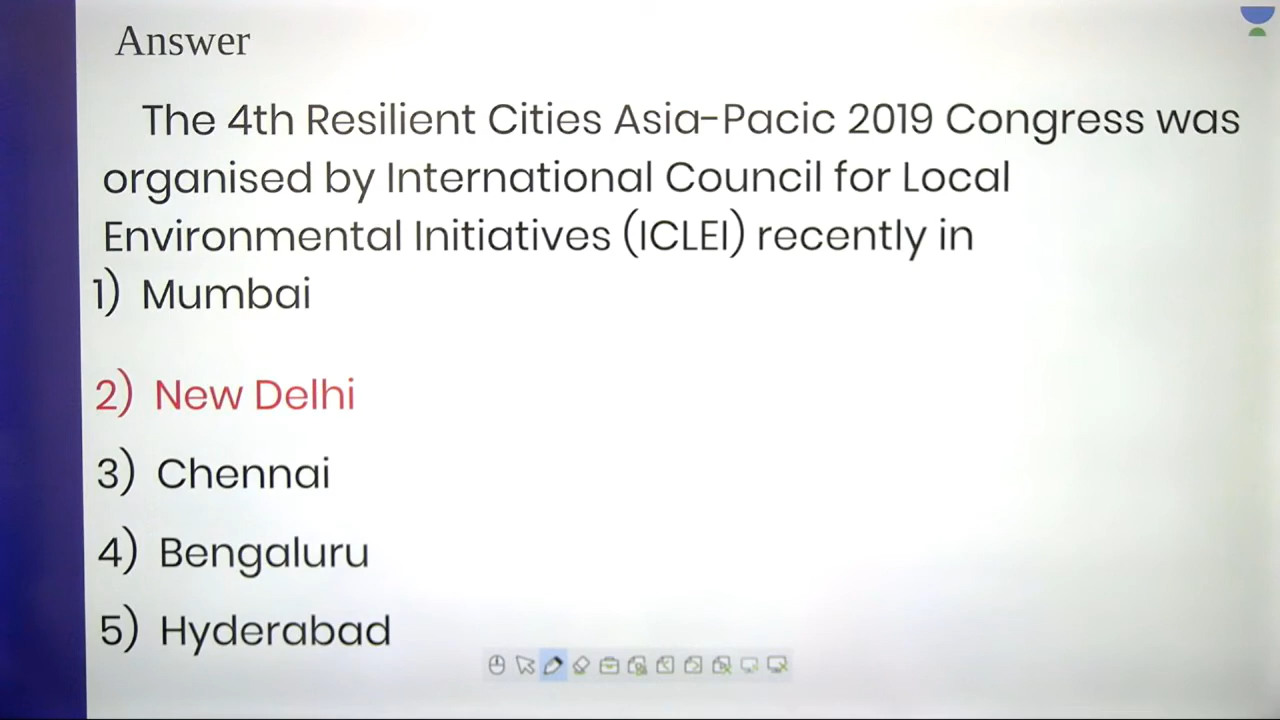 Answer
The 4th Resilient Cities Asia-Pacic 2019 Congress was
organised by International Council for Local
Environmental Initiatives (ICLEI) recently in
1) Mumbai
2) New Delhi
3) Chennai
4) Bengaluru
5) Hyderabad